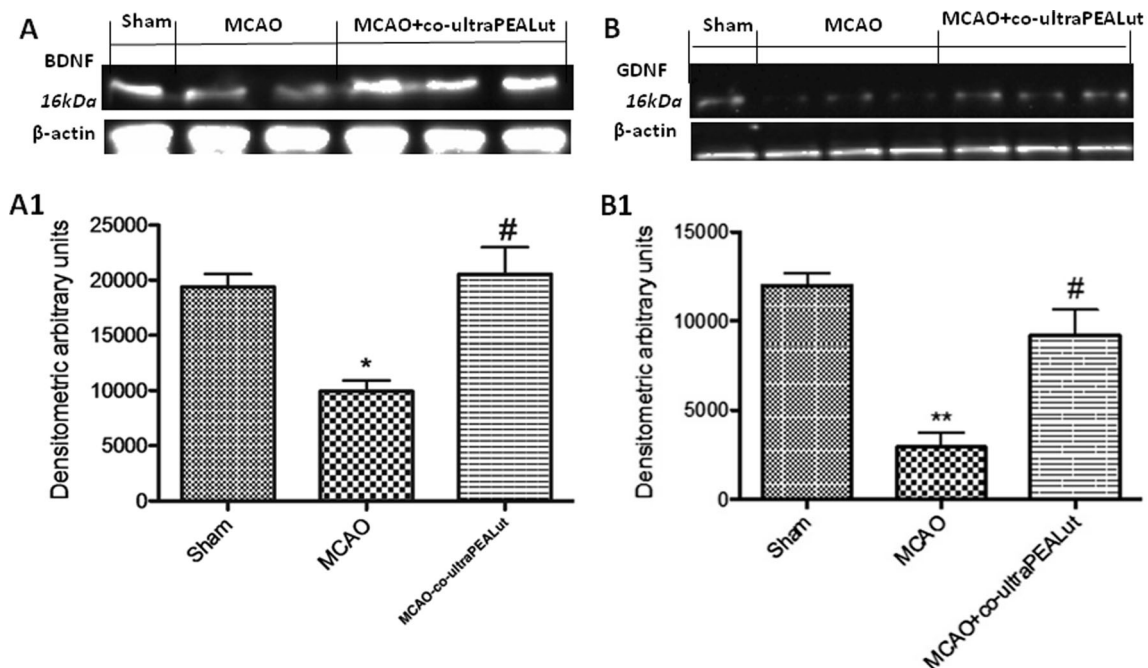 A
Sham MCAO MCAO+co-ultraPEALut
BDNF
16kDa
β-actin
B
Sham MCAO MCAO+co-ultraPEALut
GDNF
16kDa
β-actin
A1
Densitometric arbitrary units
25000
20000
15000
10000
5000
0
*
#
Sham
MCAO
MCAO-co-ultraPEALut
B1
Densitometric arbitrary units
15000
10000
5000
0
**
#
Sham
MCAO
MCAO+co-ultraPEALut